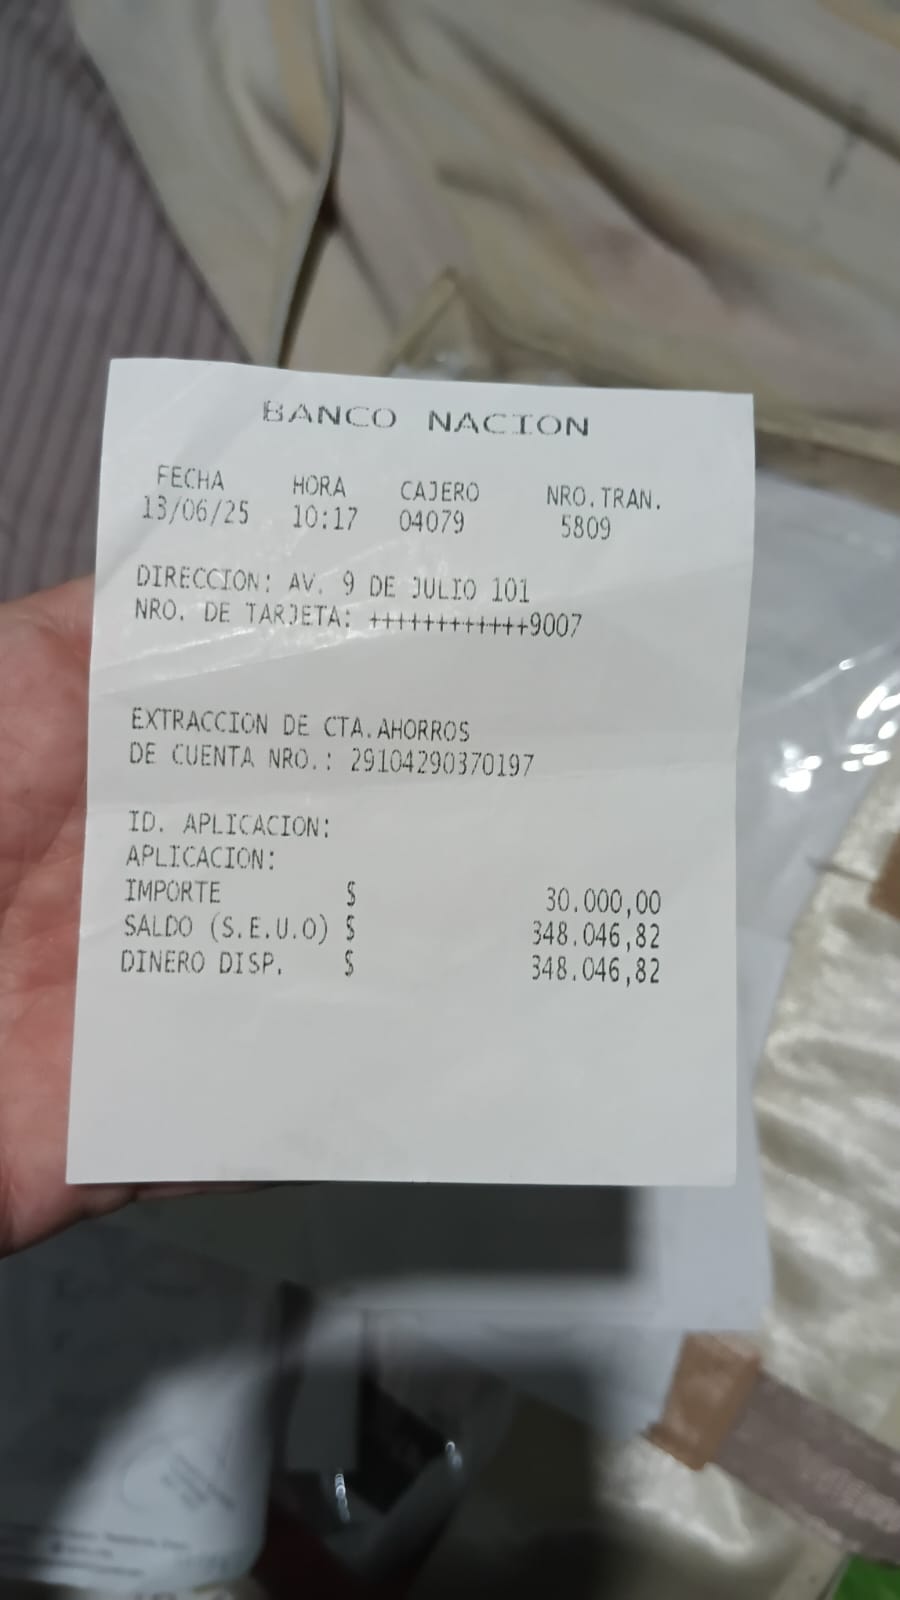 BANCO NACION
FECHA HORA CAJERO NRO.TRAN.
13/06/25 10:17 04079 5809
DIRECCION: AV. 9 DE JULIO 101
NRO. DE TARJETA: ++++++++++++9007
EXTRACCION DE CTA.AHORROS
DE CUENTA NRO.: 29104290370197
ID. APLICACION:
APLICACION:
IMPORTE $ 30.000,00
SALDO (S.E.U.O) $ 348.046,82
DINERO DISP. $ 348.046,82